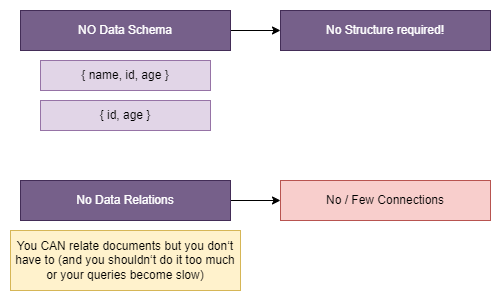 NO Data Schema
No Structure required!
{ name, id, age }
{ id, age }
No Data Relations
No / Few Connections
You CAN relate documents but you don't
have to (and you shouldn't do it too much
or your queries become slow)